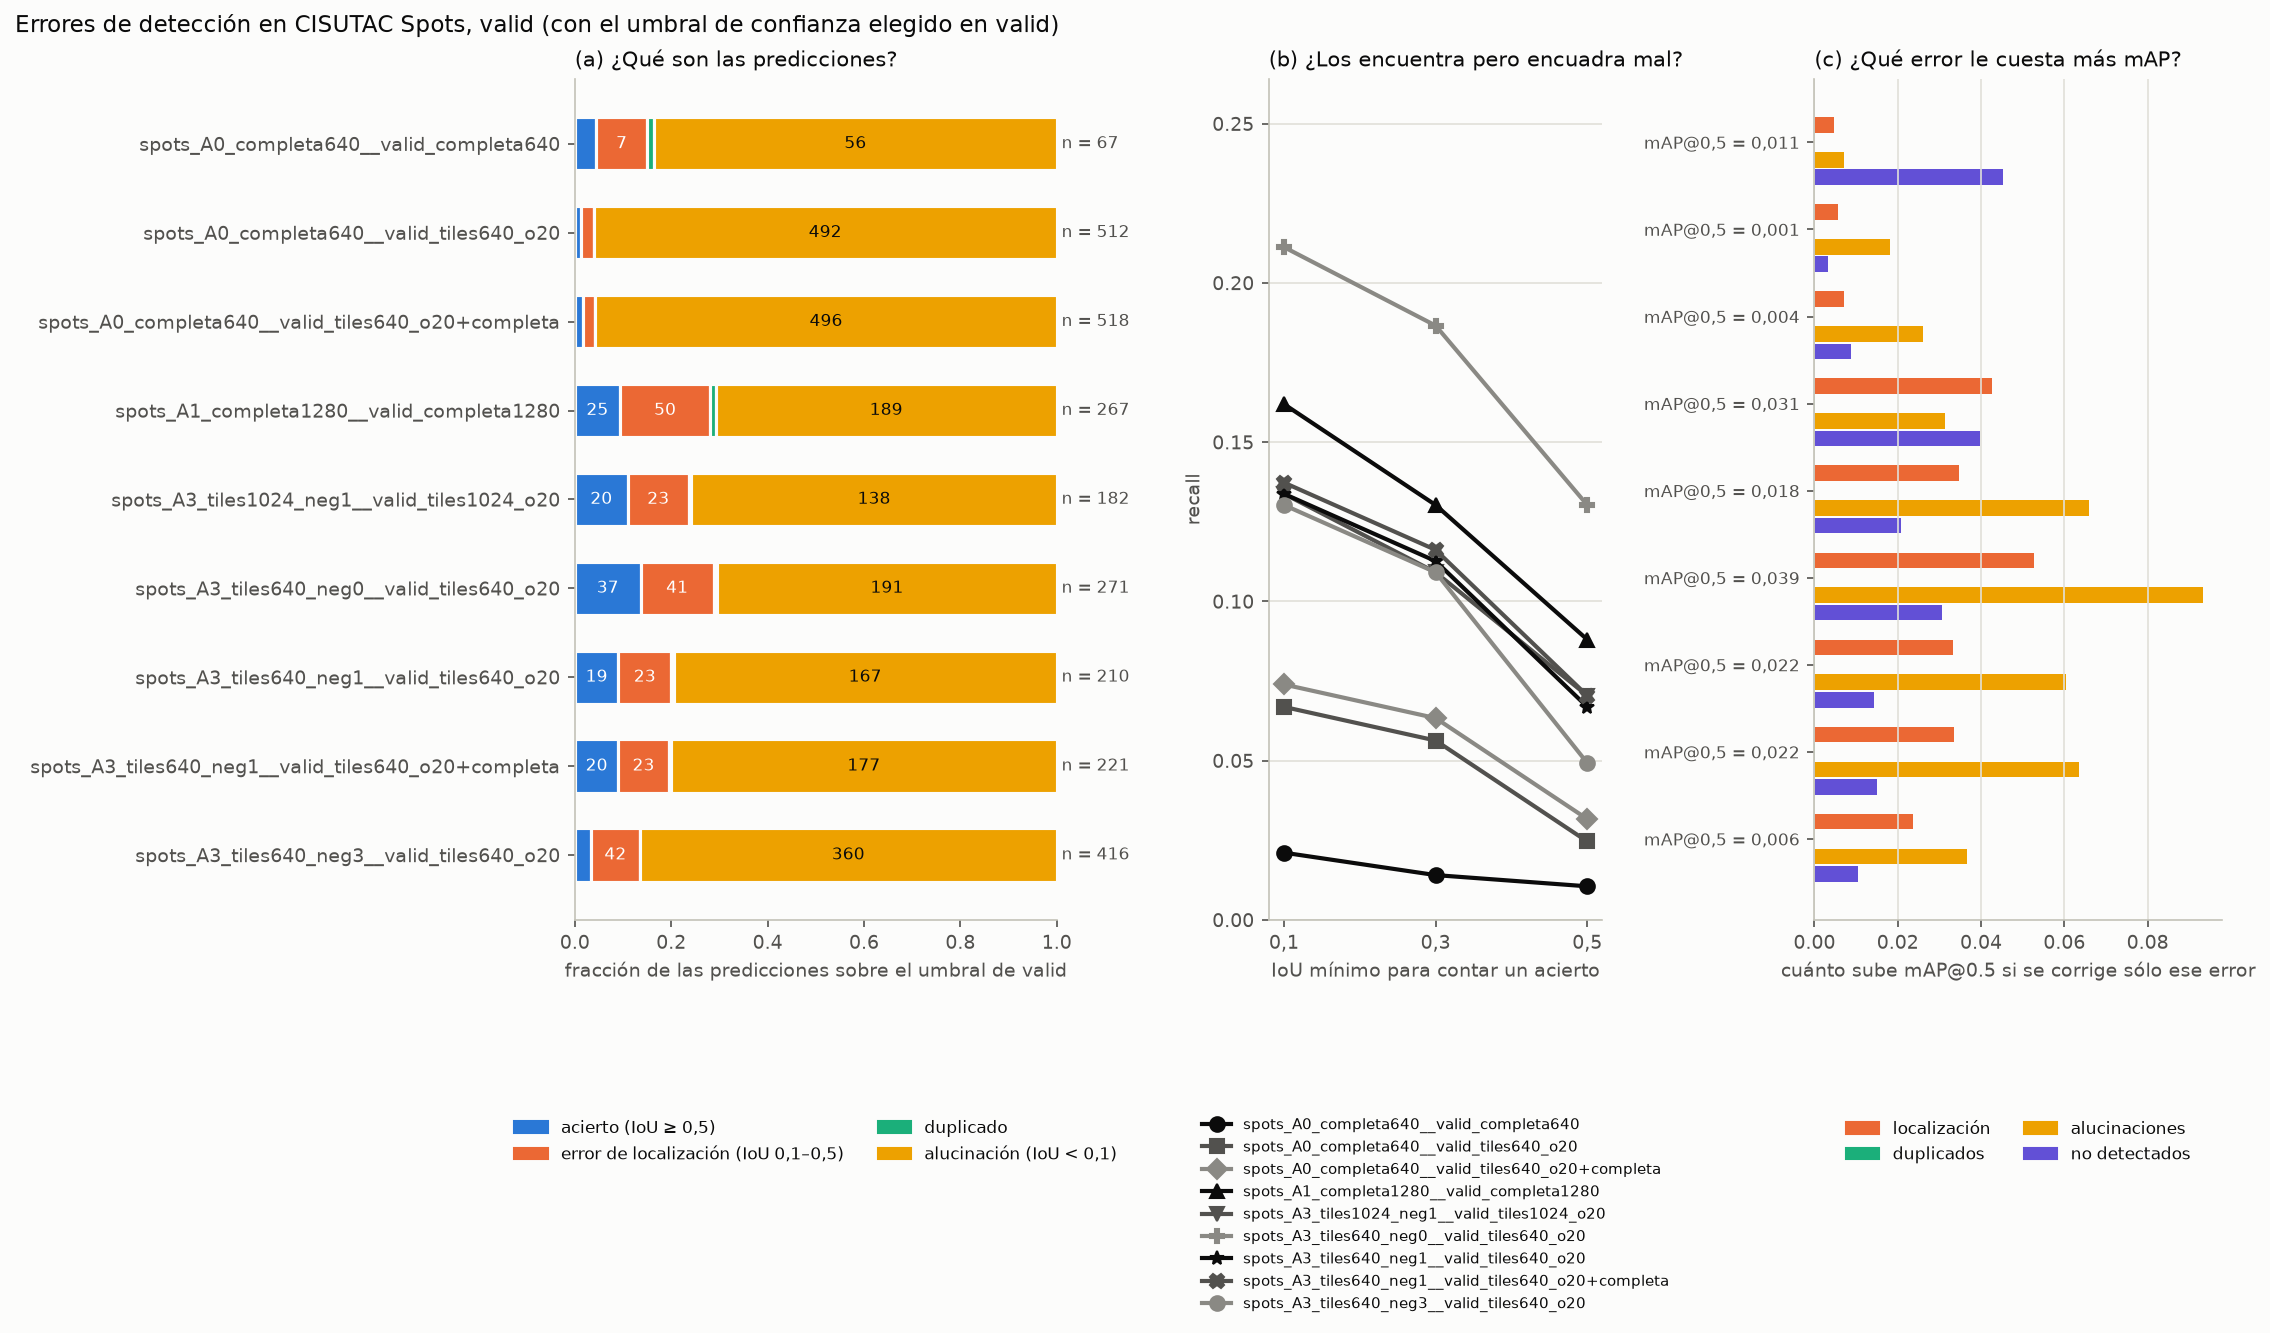 Errores de detección en CISUTAC Spots, valid (con el umbral de confianza elegido en valid)
(a) ¿Qué son las predicciones?
spots_A0_completa640__valid_completa640
7
56
n = 67
spots_A0_completa640__valid_tiles640_o20
492
n = 512
spots_A0_completa640__valid_tiles640_o20+completa
496
n = 518
spots_A1_completa1280__valid_completa1280
25
50
189
n = 267
spots_A3_tiles1024_neg1__valid_tiles1024_o20
20
23
138
n = 182
spots_A3_tiles640_neg0__valid_tiles640_o20
37
41
191
n = 271
spots_A3_tiles640_neg1__valid_tiles640_o20
19
23
167
n = 210
spots_A3_tiles640_neg1__valid_tiles640_o20+completa
20
23
177
n = 221
spots_A3_tiles640_neg3__valid_tiles640_o20
42
360
n = 416
0.0
0.2
0.4
0.6
0.8
1.0
fracción de las predicciones sobre el umbral de valid
acierto (IoU ≥ 0,5)
error de localización (IoU 0,1–0,5)
duplicado
alucinación (IoU < 0,1)
(b) ¿Los encuentra pero encuadra mal?
recall
0.25
0.20
0.15
0.10
0.05
0.00
0,1
0,3
0,5
IoU mínimo para contar un acierto
spots_A0_completa640__valid_completa640
spots_A0_completa640__valid_tiles640_o20
spots_A0_completa640__valid_tiles640_o20+completa
spots_A1_completa1280__valid_completa1280
spots_A3_tiles1024_neg1__valid_tiles1024_o20
spots_A3_tiles640_neg0__valid_tiles640_o20
spots_A3_tiles640_neg1__valid_tiles640_o20
spots_A3_tiles640_neg1__valid_tiles640_o20+completa
spots_A3_tiles640_neg3__valid_tiles640_o20
(c) ¿Qué error le cuesta más mAP?
mAP@0,5 = 0,011
mAP@0,5 = 0,001
mAP@0,5 = 0,004
mAP@0,5 = 0,031
mAP@0,5 = 0,018
mAP@0,5 = 0,039
mAP@0,5 = 0,022
mAP@0,5 = 0,022
mAP@0,5 = 0,006
0.00
0.02
0.04
0.06
0.08
cuánto sube mAP@0.5 si se corrige sólo ese error
localización
duplicados
alucinaciones
no detectados